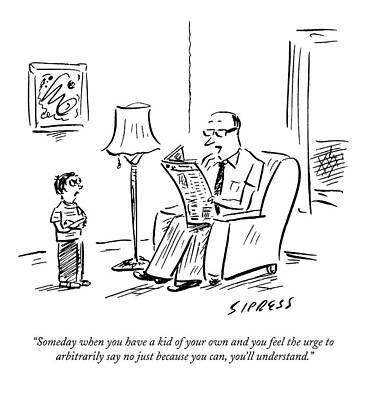 SIPRESS
“Someday when you have a kid of your own and you feel the urge to
arbitrarily say no just because you can, you’ll understand.”